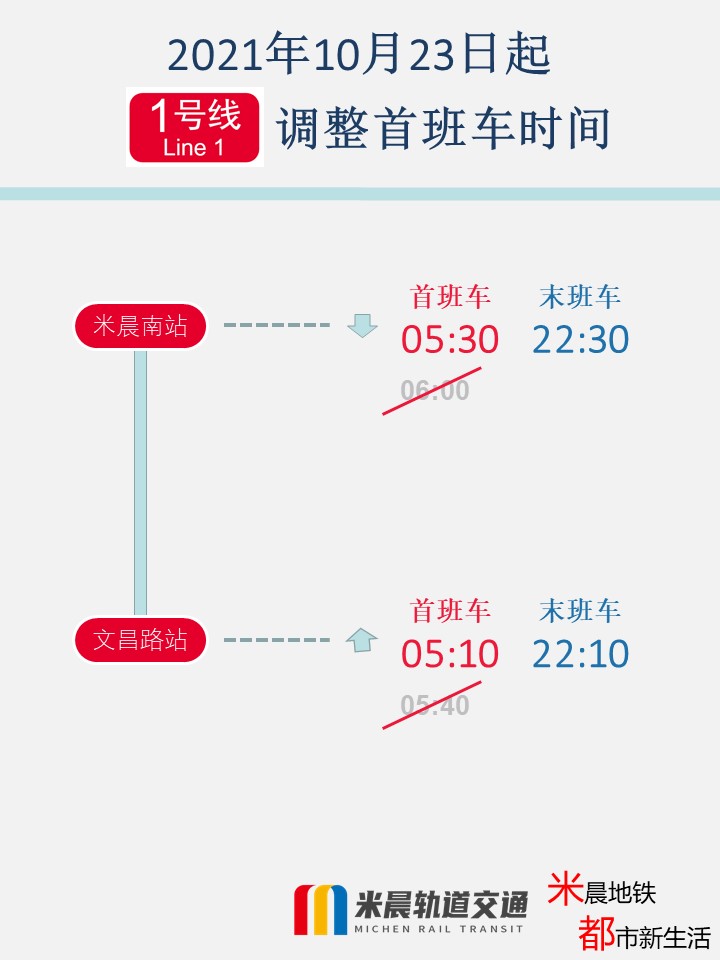 2021年10月23日起
1号线
Line 1
调整首班车时间
米晨南站
首班车 末班车
05:30 22:30
06:00
文昌路站
首班车 末班车
05:10 22:10
05:40
米晨轨道交通
MICHEN RAIL TRANSIT
米晨地铁
都市新生活